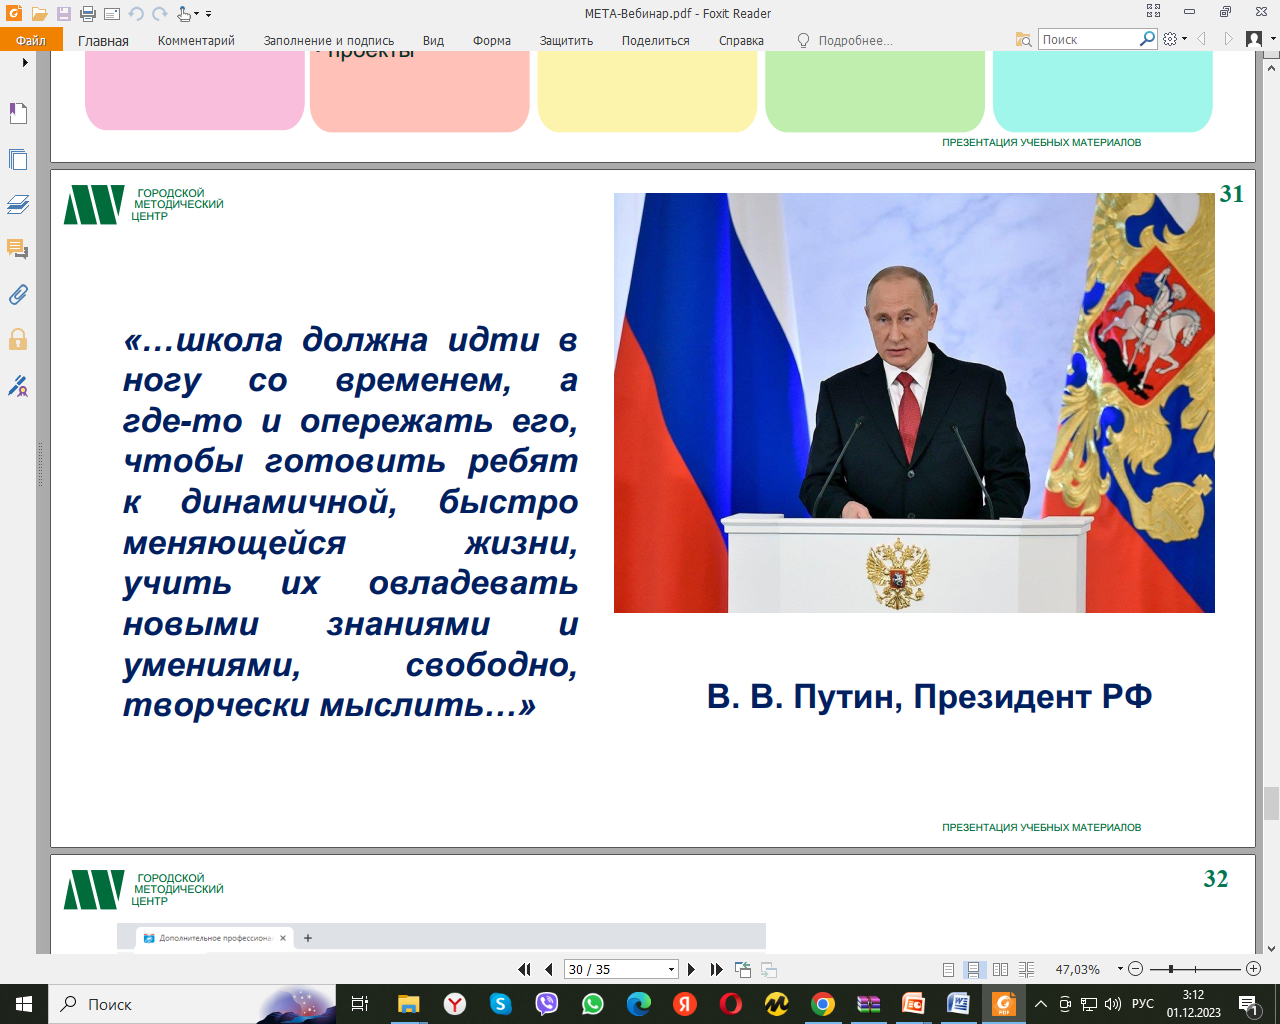 META-Вебинар.pdf - Foxit Reader
Файл Главная Комментарий Заполнение и подпись Вид Форма Защитить Поделиться Справка Подробнее... Поиск
- проекты
ПРЕЗЕНТАЦИЯ УЧЕБНЫХ МАТЕРИАЛОВ
ГОРОДСКОЙ
МЕТОДИЧЕСКИЙ
ЦЕНТР
31
«…школа должна идти в
ногу со временем, а
где-то и опережать его,
чтобы готовить ребят
к динамичной, быстро
меняющейся жизни,
учить их овладевать
новыми знаниями и
умениями, свободно,
творчески мыслить…»
В. В. Путин, Президент РФ
ПРЕЗЕНТАЦИЯ УЧЕБНЫХ МАТЕРИАЛОВ
ГОРОДСКОЙ
МЕТОДИЧЕСКИЙ
ЦЕНТР
32
Дополнительное профессиона
30 / 35
47,03%
Поиск
РУС
3:12
01.12.2023
1